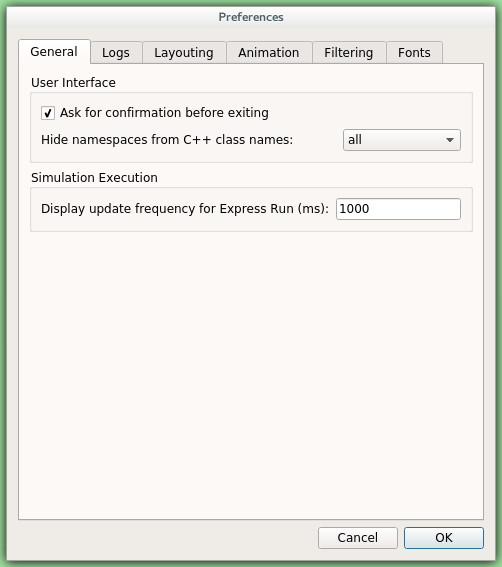 Preferences
General Logs Layouting Animation Filtering Fonts
User Interface
Ask for confirmation before exiting
Hide namespaces from C++ class names: all
Simulation Execution
Display update frequency for Express Run (ms): 1000
Cancel OK